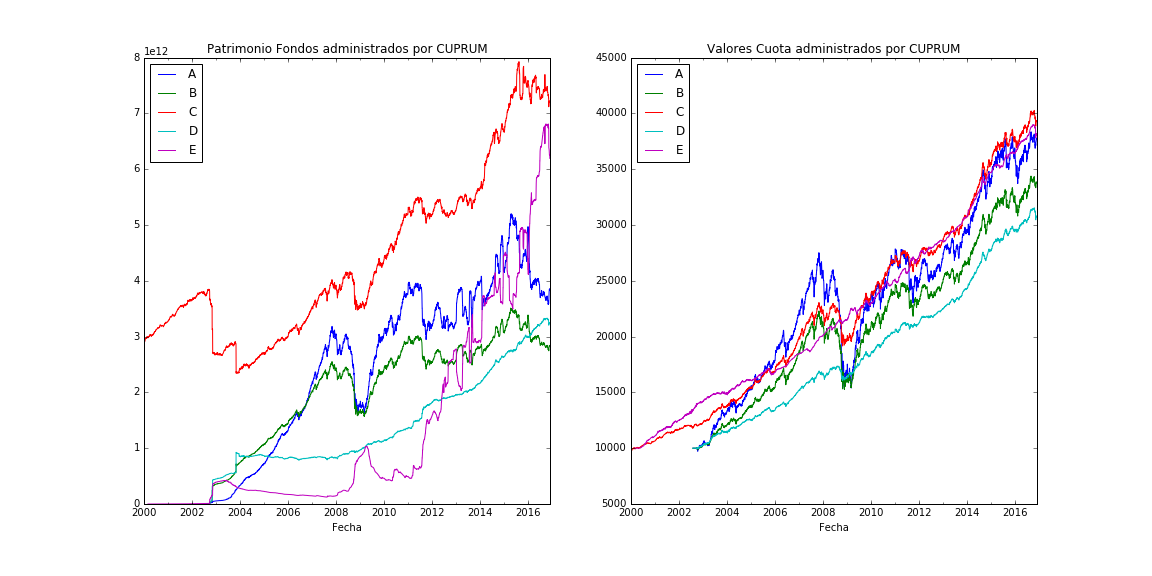 Patrimonio Fondos administrados por CUPRUM
1e12
8
7
6
5
4
3
2
1
0
A
B
C
D
E
2000 2002 2004 2006 2008 2010 2012 2014 2016
Fecha
Valores Cuota administrados por CUPRUM
45000
40000
35000
30000
25000
20000
15000
10000
5000
A
B
C
D
E
2000 2002 2004 2006 2008 2010 2012 2014 2016
Fecha